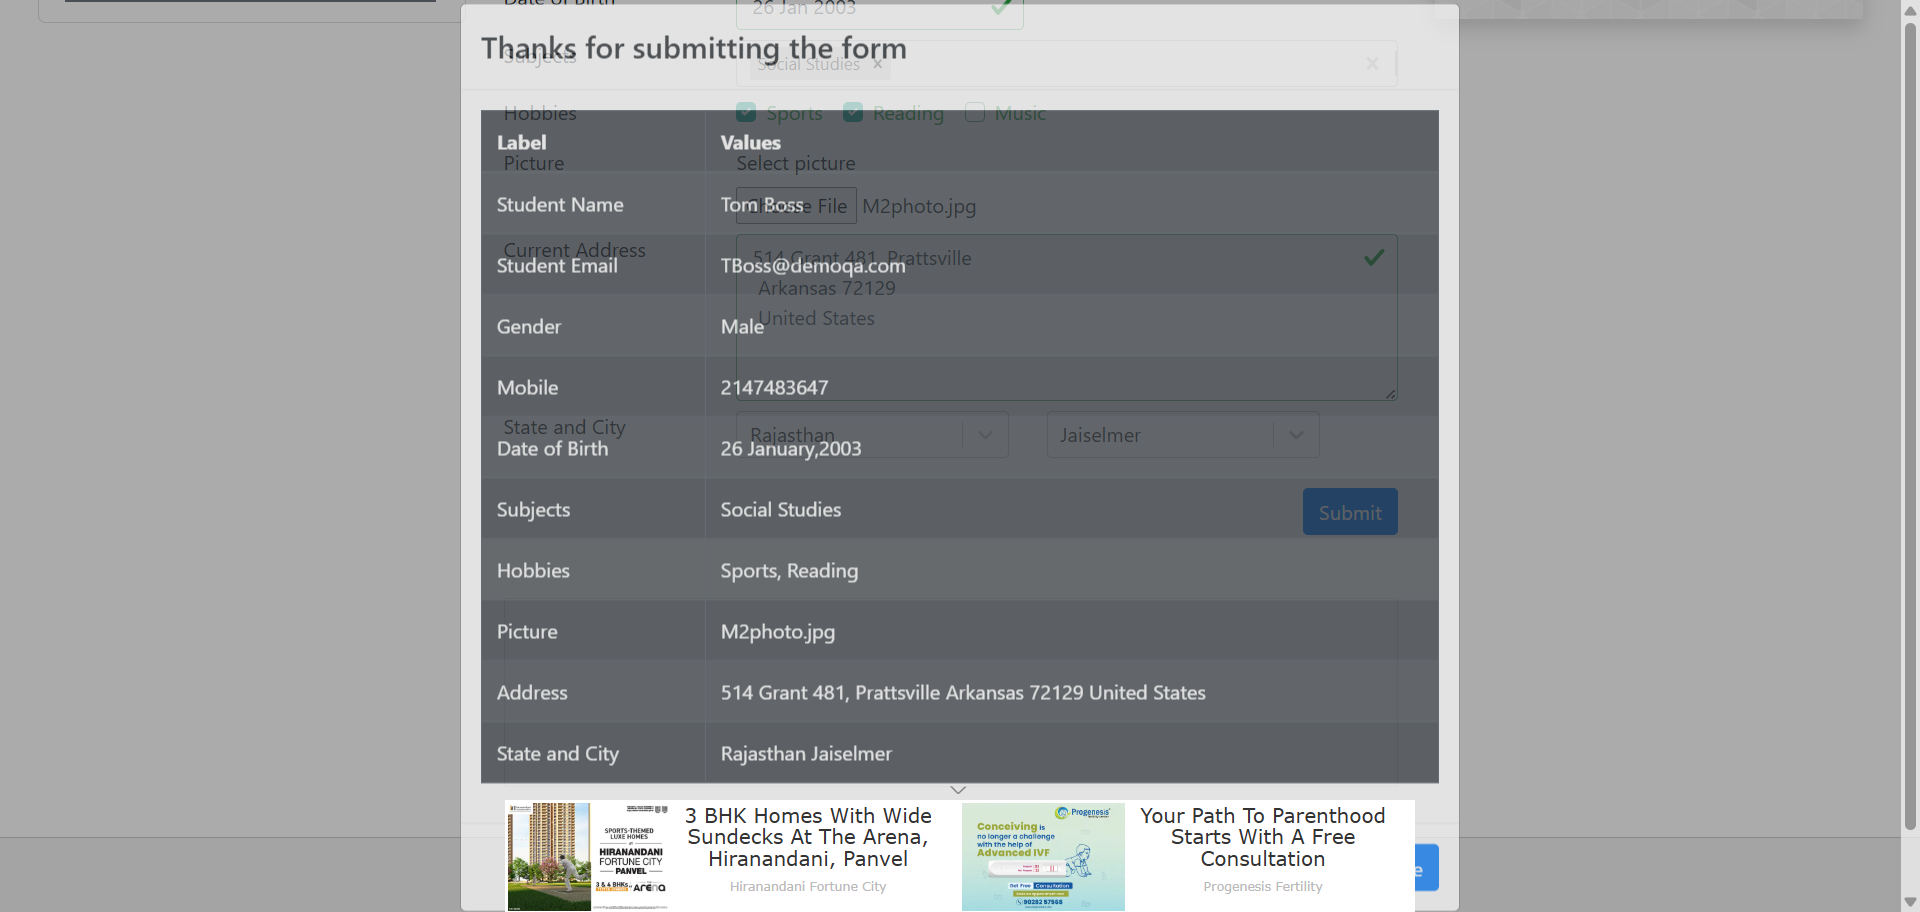 Date of Birth
26 Jan 2003
Thanks for submitting the form
Subjects
Social Studies ×
Hobbies
Sports
Reading
Music
Label Values
Picture
Select picture
Student Name Tom Boss
Choose File M2photo.jpg
Current Address
514 Grant 481, Prattsville
Arkansas 72129
United States
Student Email TBoss@demoqa.com
Gender Male
Mobile 2147483647
State and City
Rajasthan
Jaiselmer
Date of Birth 26 January,2003
Subjects Social Studies
Submit
Hobbies Sports, Reading
Picture M2photo.jpg
Address 514 Grant 481, Prattsville Arkansas 72129 United States
State and City Rajasthan Jaiselmer
SPORTS-THEMED
LUXE HOMES
HIRANANDANI
FORTUNE CITY
PANVEL
3 & 4 BHKs
arena
3 BHK Homes With Wide
Sundecks At The Arena,
Hiranandani, Panvel
Hiranandani Fortune City
Progenesis
Conceiving is
no longer a challenge
with the help of
Advanced IVF
Get Free Consultation
90282 57568
Your Path To Parenthood
Starts With A Free
Consultation
Progenesis Fertility
e